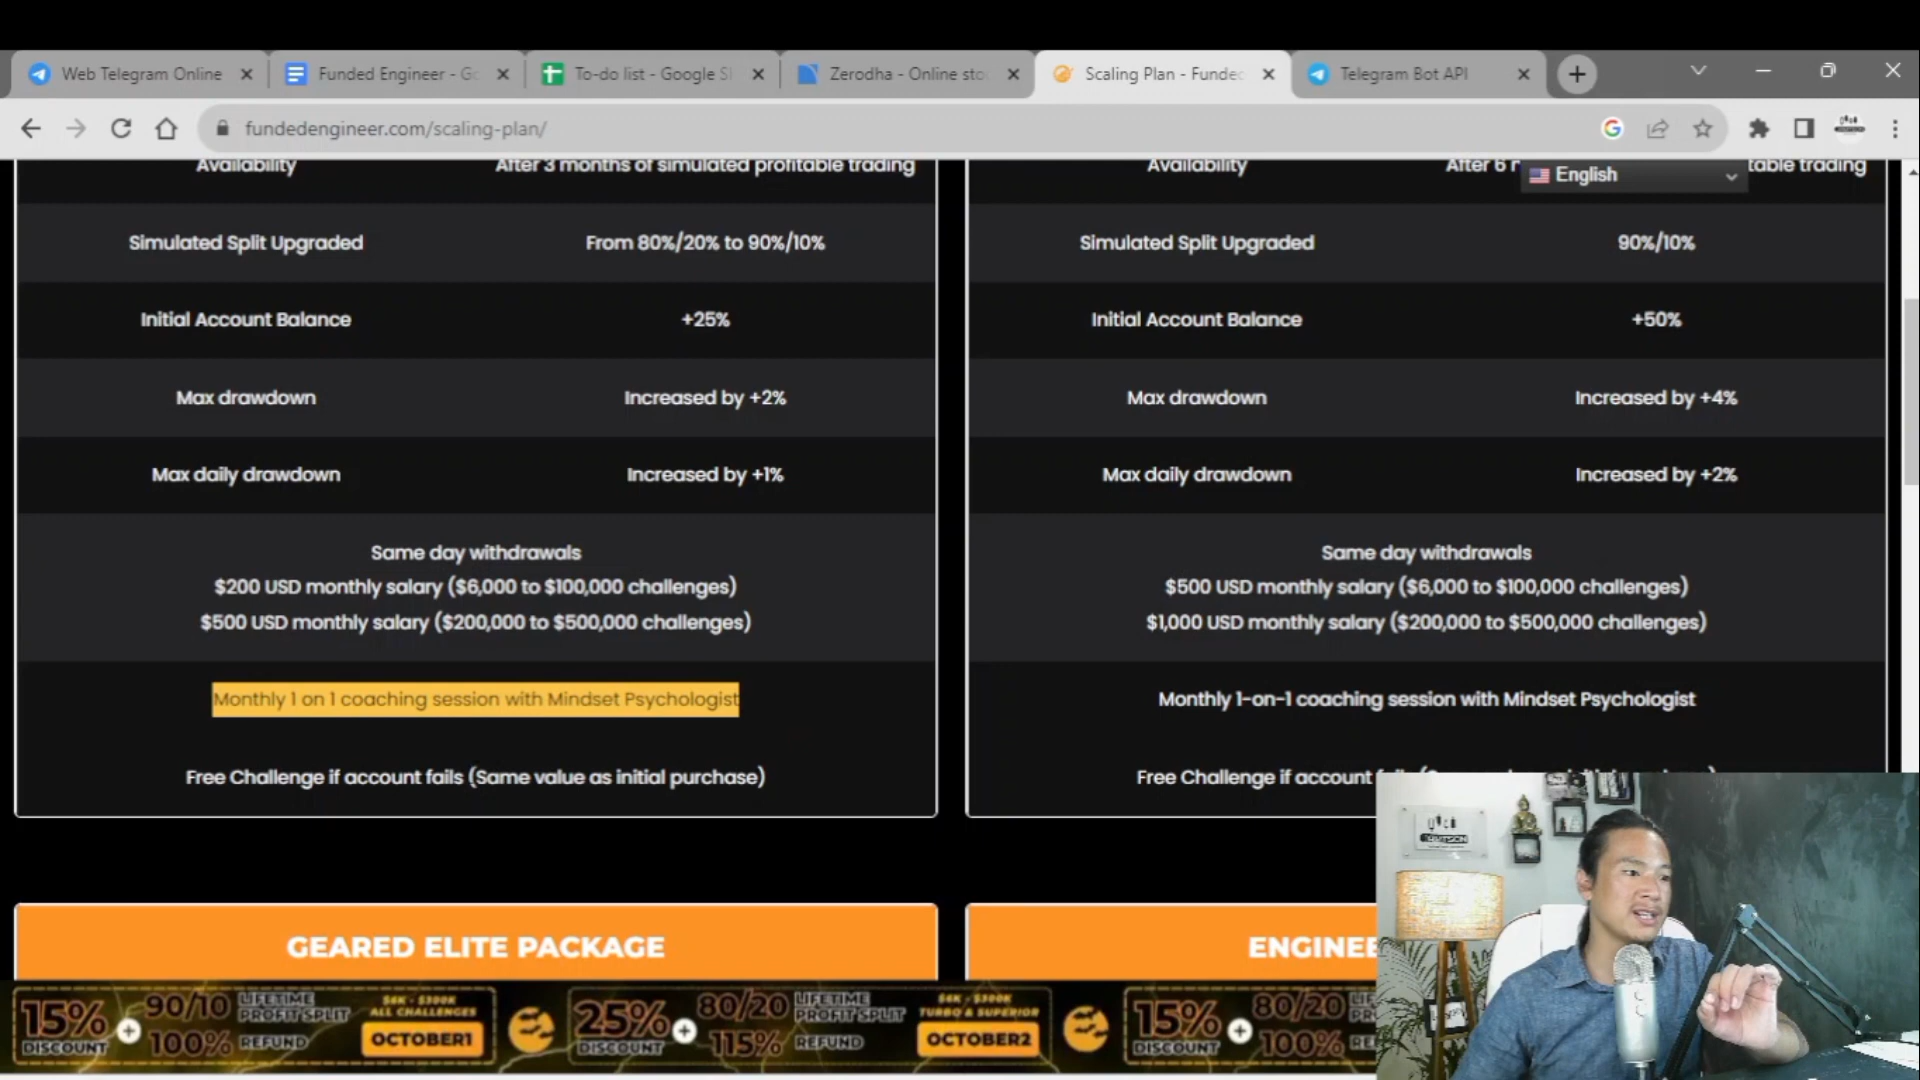 Web Telegram Online
Funded Engineer - G
To-do list - Google S
Zerodha - Online sto
Scaling Plan - Funde
Telegram Bot API
fundedengineer.com/scaling-plan/
English
Availability
After 3 months of simulated profitable trading
Simulated Split Upgraded
From 80%/20% to 90%/10%
Initial Account Balance
+25%
Max drawdown
Increased by +2%
Max daily drawdown
Increased by +1%
Same day withdrawals
$200 USD monthly salary ($6,000 to $100,000 challenges)
$500 USD monthly salary ($200,000 to $500,000 challenges)
Monthly 1 on 1 coaching session with Mindset Psychologist
Free Challenge if account fails (Same value as initial purchase)
Availability
After 6 table trading
Simulated Split Upgraded
90%/10%
Initial Account Balance
+50%
Max drawdown
Increased by +4%
Max daily drawdown
Increased by +2%
Same day withdrawals
$500 USD monthly salary ($6,000 to $100,000 challenges)
$1,000 USD monthly salary ($200,000 to $500,000 challenges)
Monthly 1-on-1 coaching session with Mindset Psychologist
Free Challenge if account
GEARED ELITE PACKAGE
ENGINEE
15% DISCOUNT
+
90/10 LIFETIME PROFIT SPLIT
100% REFUND
$6K - $300K
ALL CHALLENGES
OCTOBER1
25% DISCOUNT
+
80/20 LIFETIME PROFIT SPLIT
115% REFUND
$6K - $300K
TURBO & SUPERIOR
OCTOBER2
15% DISCOUNT
+
80/20
100%